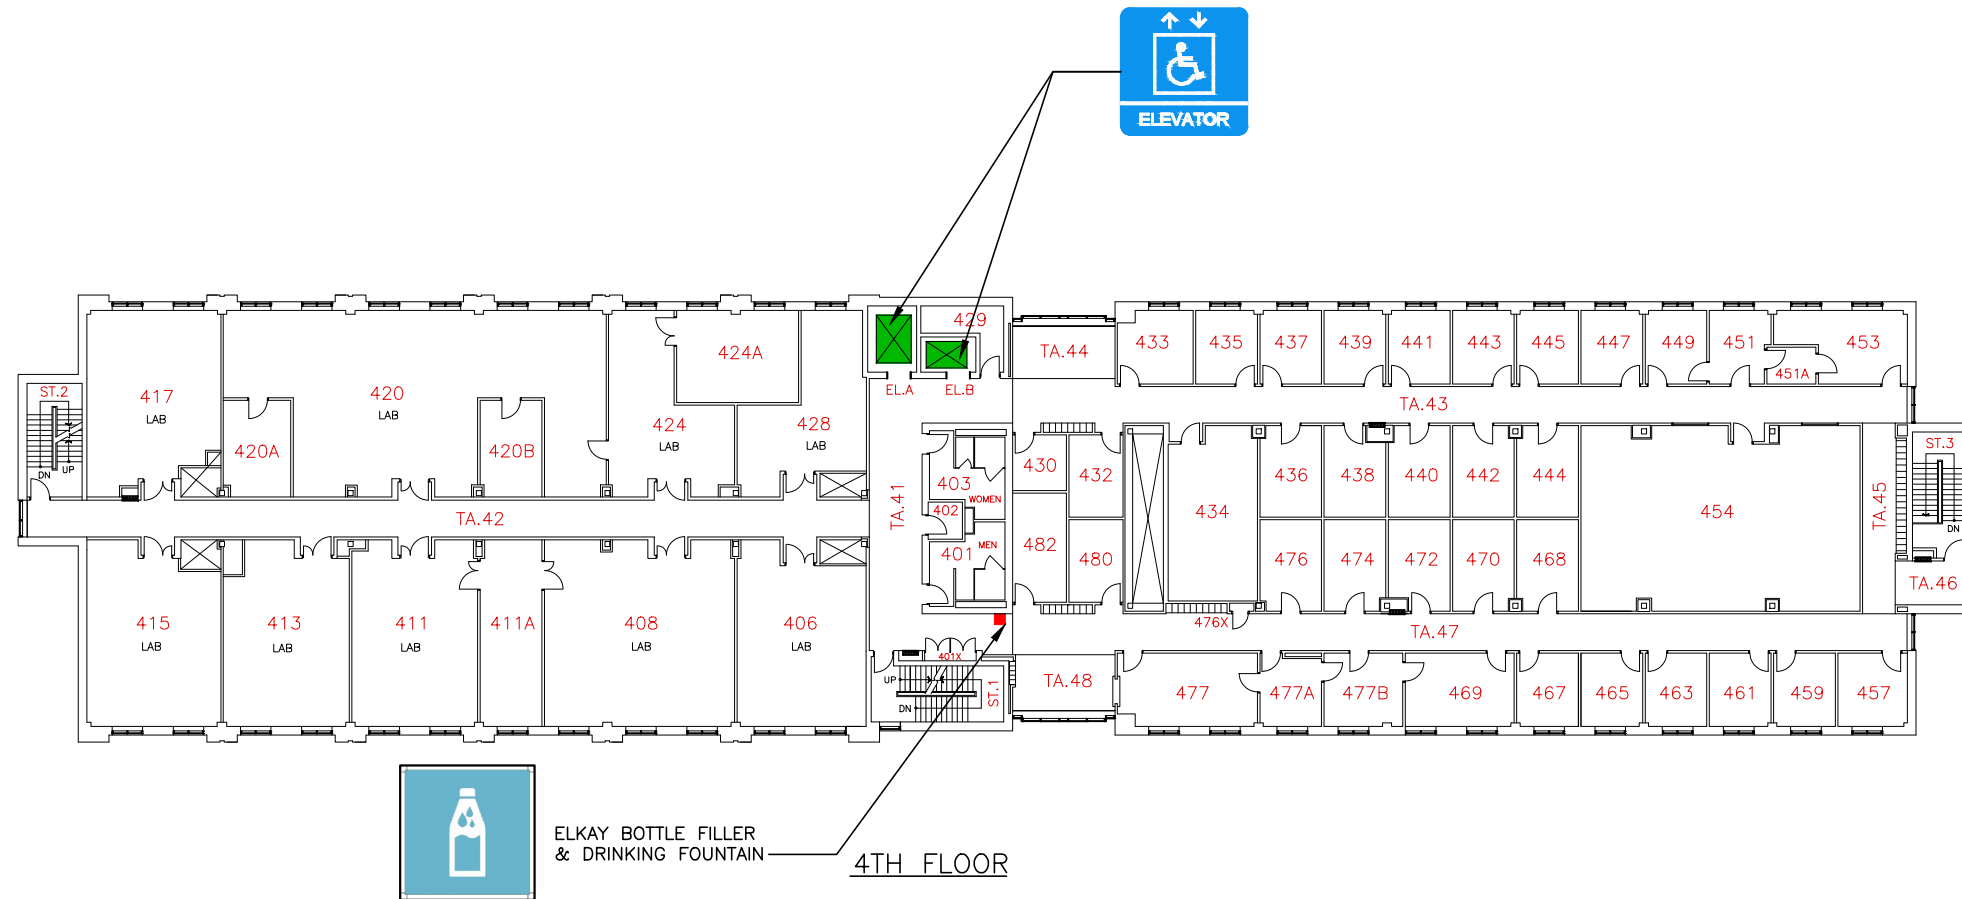 ELEVATOR
429
TA.44
433
435
437
439
441
443
445
447
449
451
453
424A
451A
ST.2
417
LAB
420
LAB
EL.A
EL.B
TA.43
420A
420B
424
LAB
428
LAB
DN
UP
430
432
403
WOMEN
436
438
440
442
444
ST.3
402
TA.41
TA.42
434
454
TA.45
DN
401
MEN
482
480
476
474
472
470
468
TA.46
415
LAB
413
LAB
411
LAB
411A
408
LAB
406
LAB
476X
TA.47
401X
UP
DN
ST.1
TA.48
477
477A
477B
469
467
465
463
461
459
457
ELKAY BOTTLE FILLER
& DRINKING FOUNTAIN
4TH FLOOR